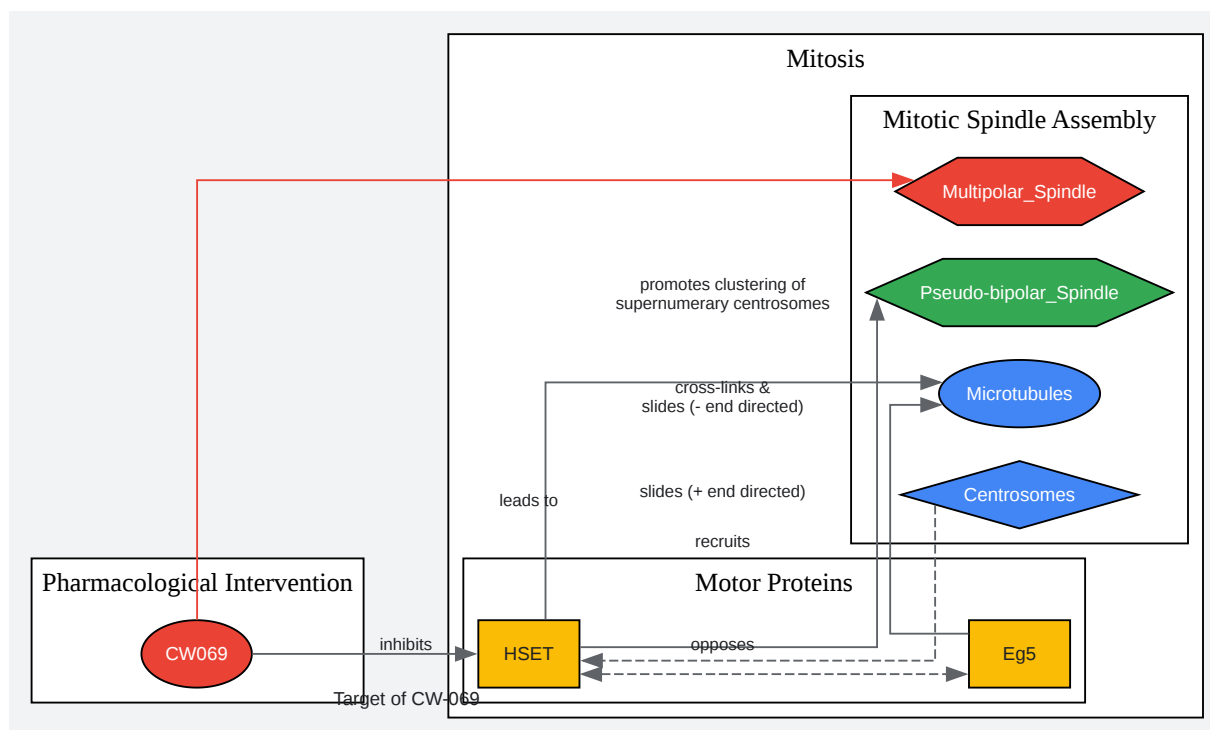 Mitosis
Mitotic Spindle Assembly
Multipolar_Spindle
promotes clustering of
supernumerary centrosomes
Pseudo-bipolar_Spindle
cross-links &
slides (- end directed)
Microtubules
leads to
slides (+ end directed)
Centrosomes
recruits
Pharmacological Intervention
Motor Proteins
CW069
inhibits
HSET
opposes
Eg5
Target of CW-069